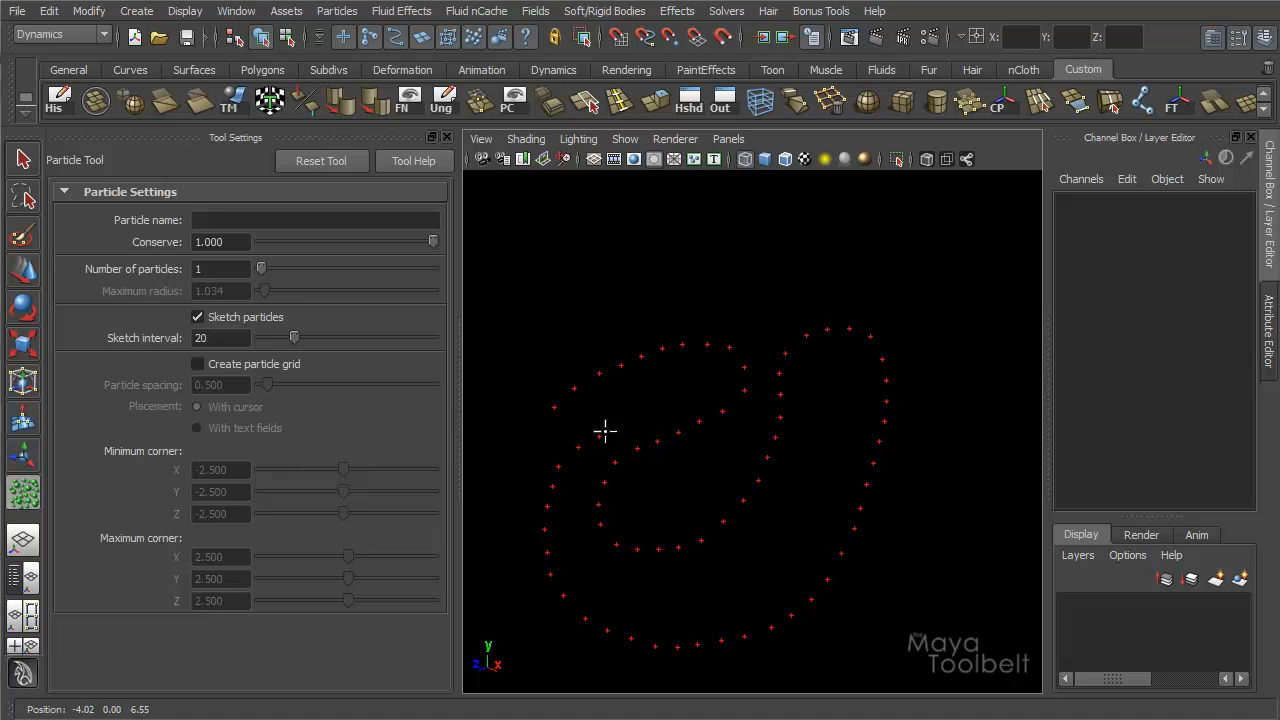 File Edit Modify Create Display Window Assets Particles Fluid Effects Fluid nCache Fields Soft/Rigid Bodies Effects Solvers Hair Bonus Tools Help
Dynamics X: Y: Z:
General Curves Surfaces Polygons Subdivs Deformation Animation Dynamics Rendering PaintEffects Toon Muscle Fluids Fur Hair nCloth Custom
His TM FN Ung PC Hshd Out CP FT
Tool Settings
View Shading Lighting Show Renderer Panels
Channel Box / Layer Editor
Particle Tool Reset Tool Tool Help
Channels Edit Object Show
Particle Settings
Particle name:
Conserve: 1.000
Number of particles: 1
Maximum radius: 1.034
Sketch particles
Sketch interval: 20
Create particle grid
Particle spacing: 0.500
Placement: With cursor
With text fields
Minimum corner:
X -2.500
Y -2.500
Z -2.500
Maximum corner:
X 2.500
Y 2.500
Z 2.500
Channel Box / Layer Editor
Attribute Editor
Display Render Anim
Layers Options Help
y
z x
the Maya
Toolbelt
Position: -4.02 0.00 6.55